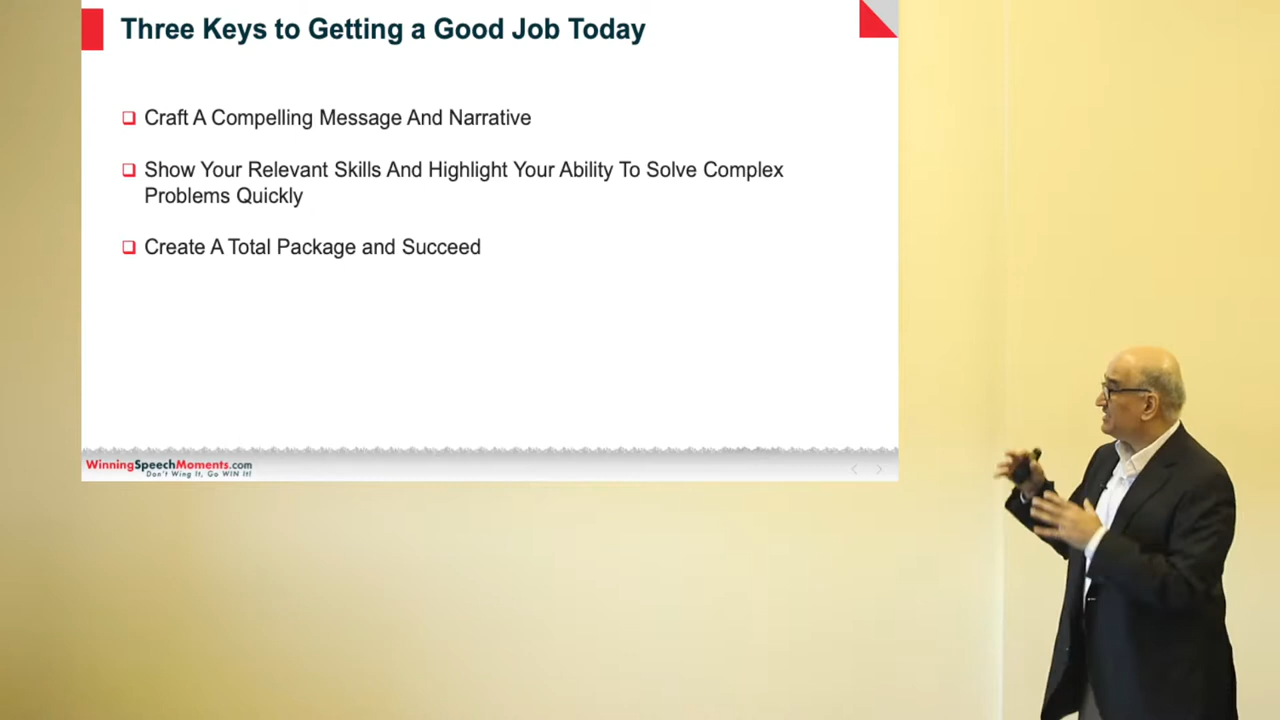 Three Keys to Getting a Good Job Today
Craft A Compelling Message And Narrative
Show Your Relevant Skills And Highlight Your Ability To Solve Complex
Problems Quickly
Create A Total Package and Succeed
WinningSpeechMoments.com
Don't Wing It, Go WIN It!